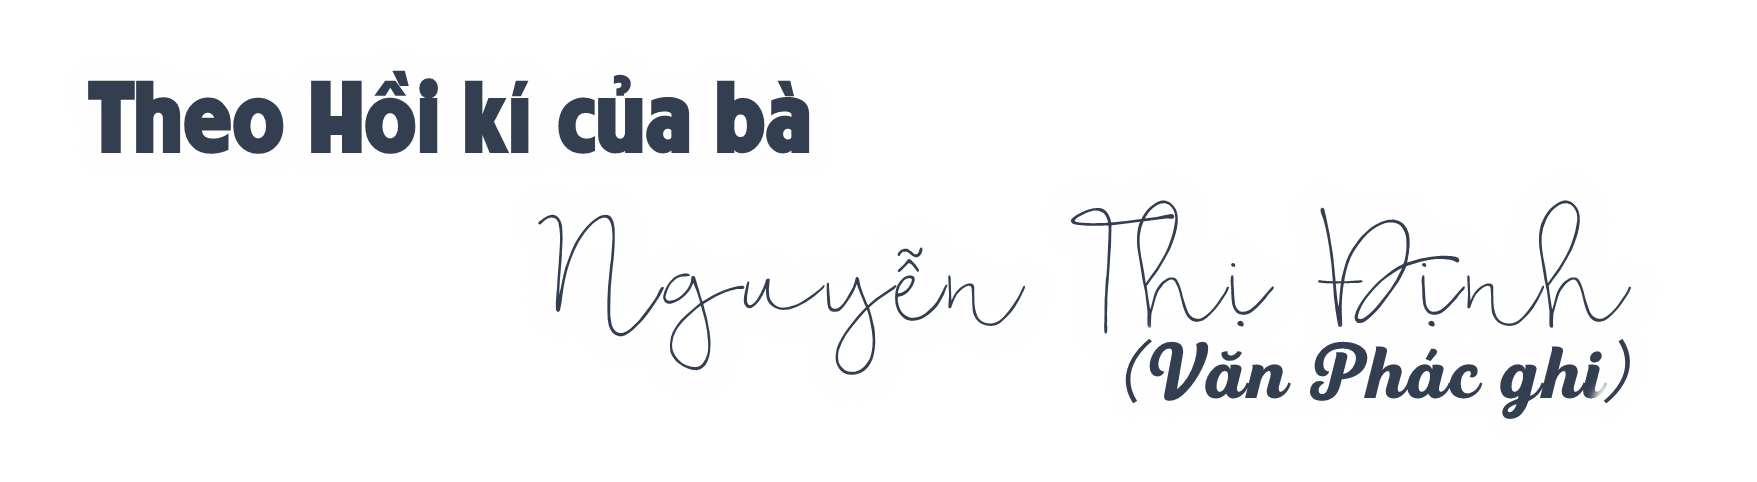 Theo Hồi kí của bà
Nguyễn Thị Định
(Văn Phác ghi)